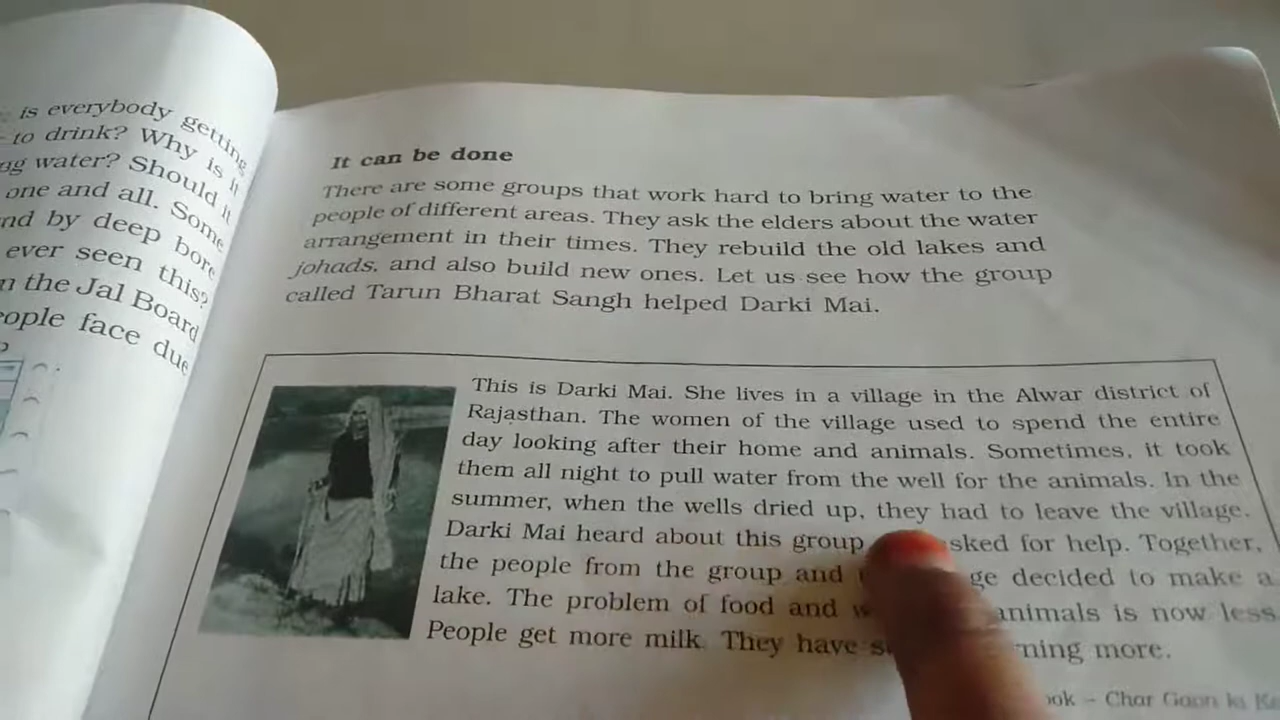 is everybody getting
to drink? Why is it
water? Should it
one and all. Some
by deep bore
ever seen this?
the Jal Board
face due
It can be done
There are some groups that work hard to bring water to the
people of different areas. They ask the elders about the water
arrangement in their times. They rebuild the old lakes and
johads, and also build new ones. Let us see how the group
called Tarun Bharat Sangh helped Darki Mai.
This is Darki Mai. She lives in a village in the Alwar district of
Rajasthan. The women of the village used to spend the entire
day looking after their home and animals. Sometimes, it took
them all night to pull water from the well for the animals. In the
summer, when the wells dried up, they had to leave the village.
Darki Mai heard about this group for help. Together,
the people from the group and decided to make a
lake. The problem of food and animals is now less
People get more milk. They have more.
– Char Gaon